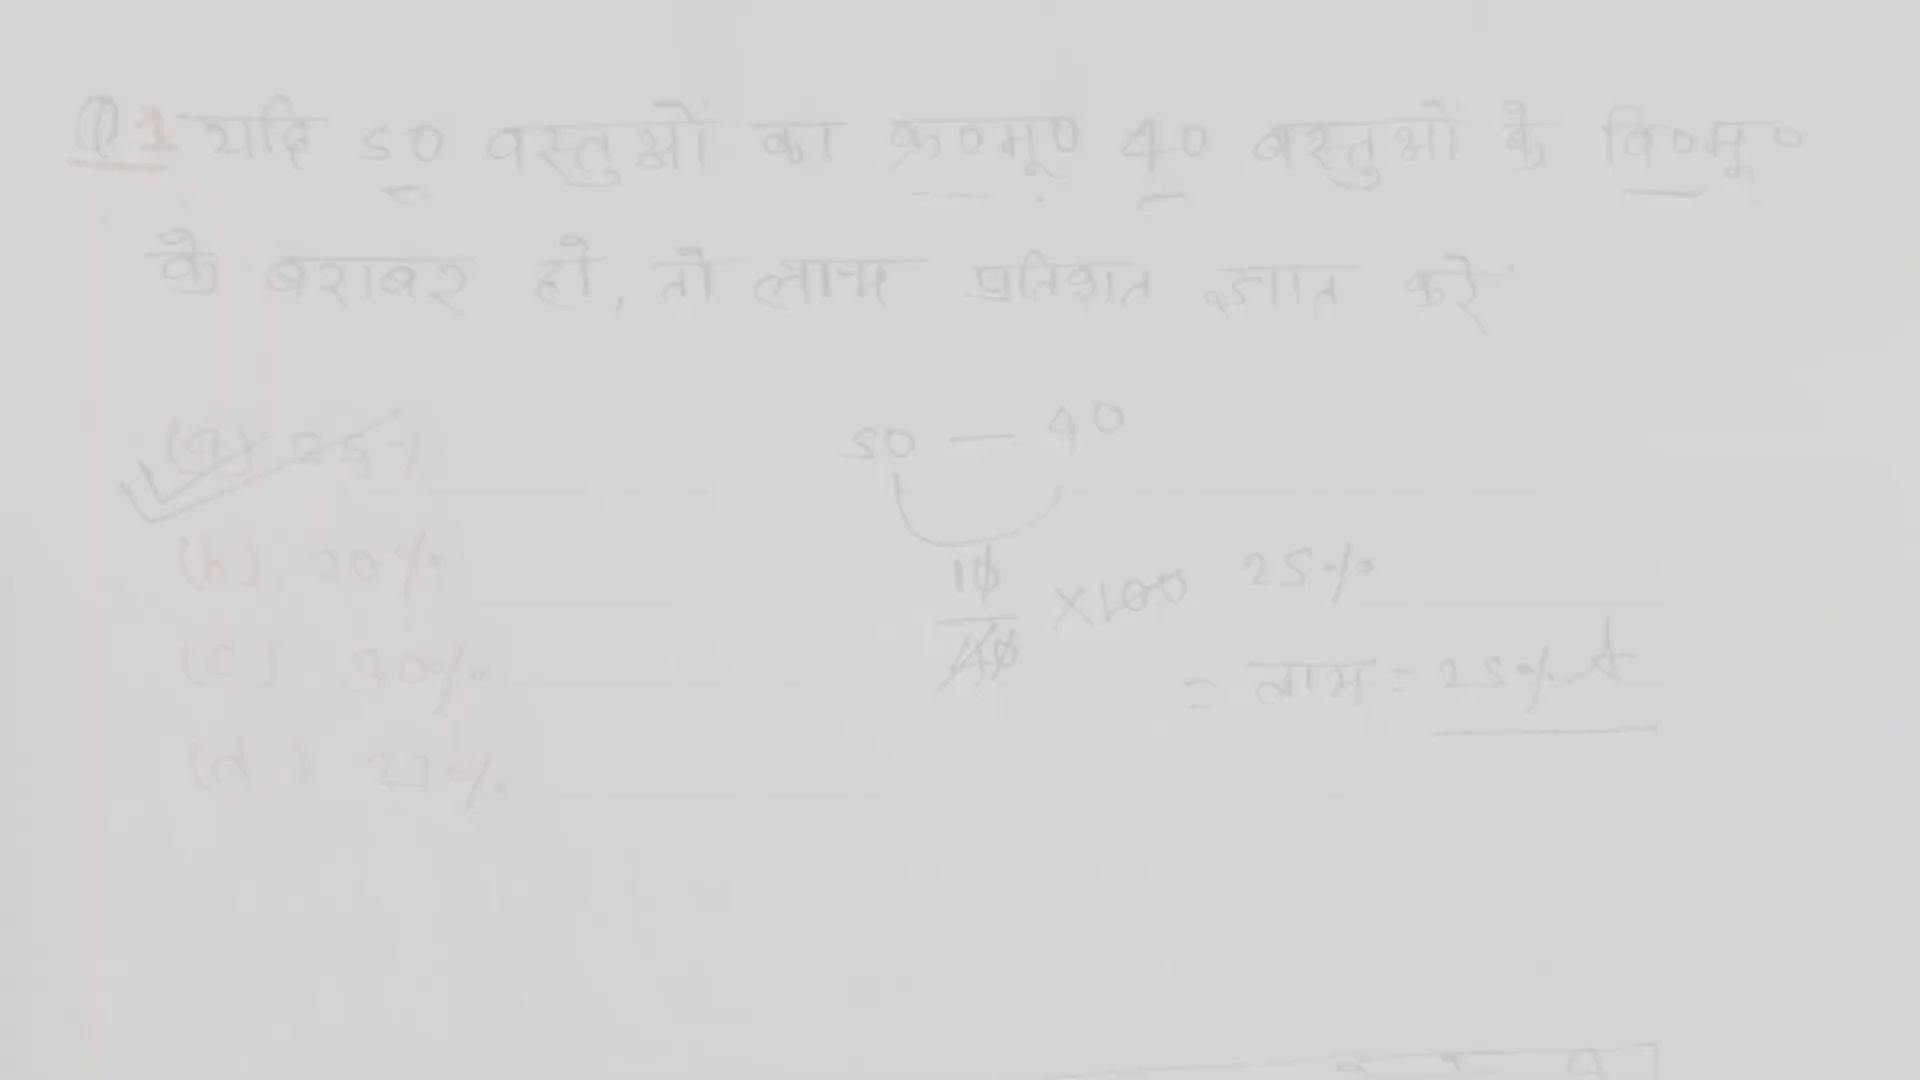 Q1 यदि 50 वस्तुओं का क्र०मू० 40 वस्तुओ के वि०मू०
के बराबर हो, तो लाभ प्रतिशत ज्ञात करें
(a) 25%
50 — 40
(b) 20%
10/40 ×100 25%
(c) 30%
= लाभ = 25% A
(d)